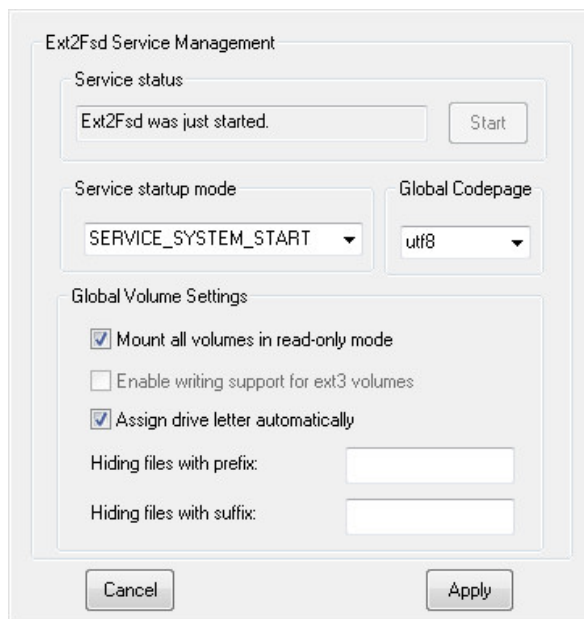 Ext2Fsd Service Management
Service status
Ext2Fsd was just started.
Start
Service startup mode
Global Codepage
SERVICE_SYSTEM_START
utf8
Global Volume Settings
Mount all volumes in read-only mode
Enable writing support for ext3 volumes
Assign drive letter automatically
Hiding files with prefix:
Hiding files with suffix:
Cancel
Apply